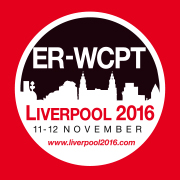 ER-WCPT
LIVERPOOL 2016
11-12 NOVEMBER
www.liverpool2016.com